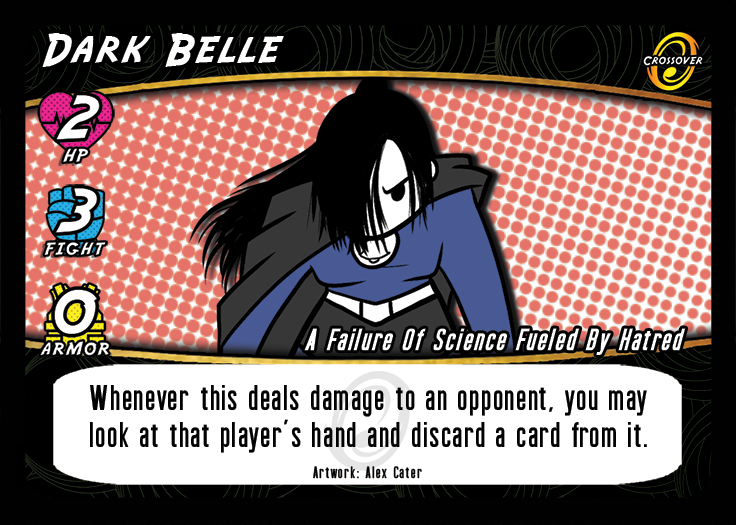 Dark Belle
Crossover
2
HP
3
Fight
0
Armor
A Failure Of Science Fueled By Hatred
Whenever this deals damage to an opponent, you may
look at that player's hand and discard a card from it.
Artwork: Alex Cater